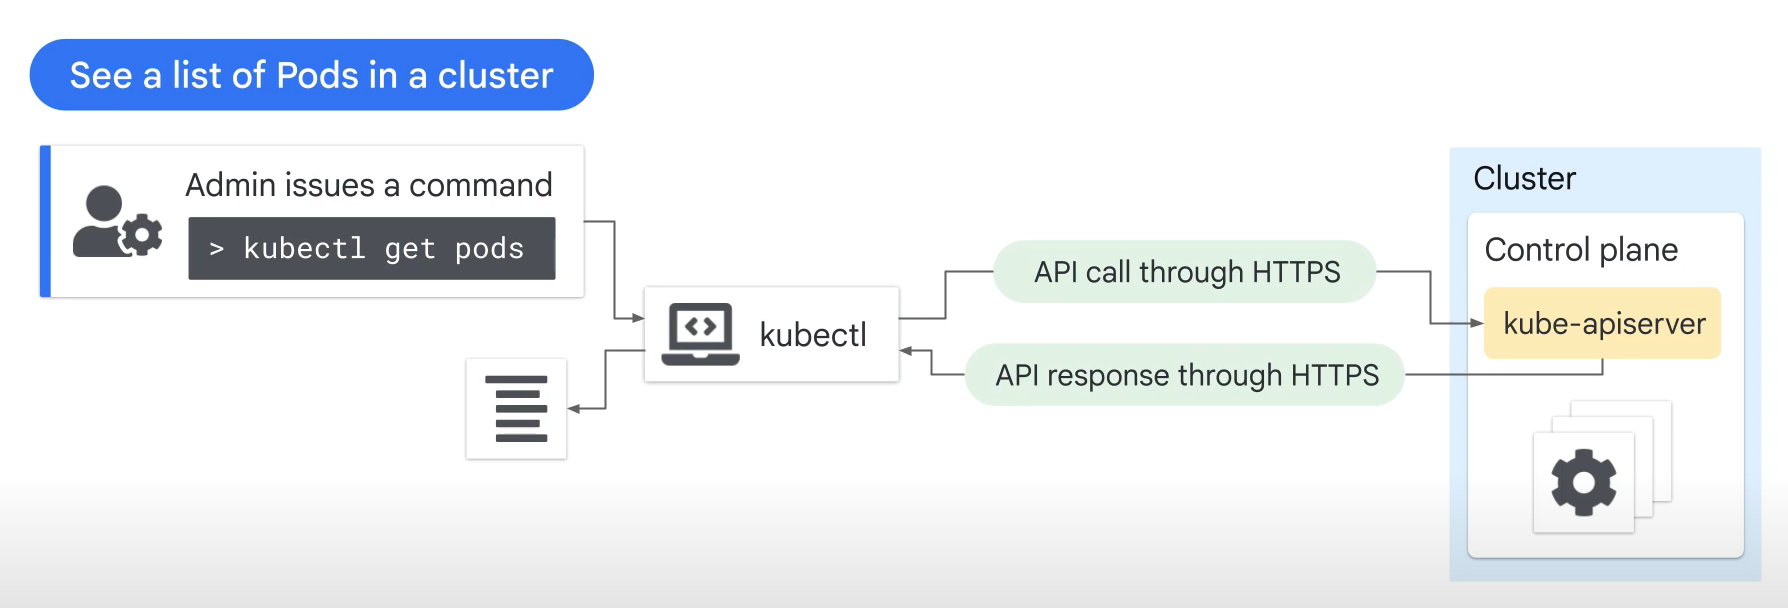 See a list of Pods in a cluster
Admin issues a command
> kubectl get pods
kubectl
API call through HTTPS
API response through HTTPS
Cluster
Control plane
kube-apiserver